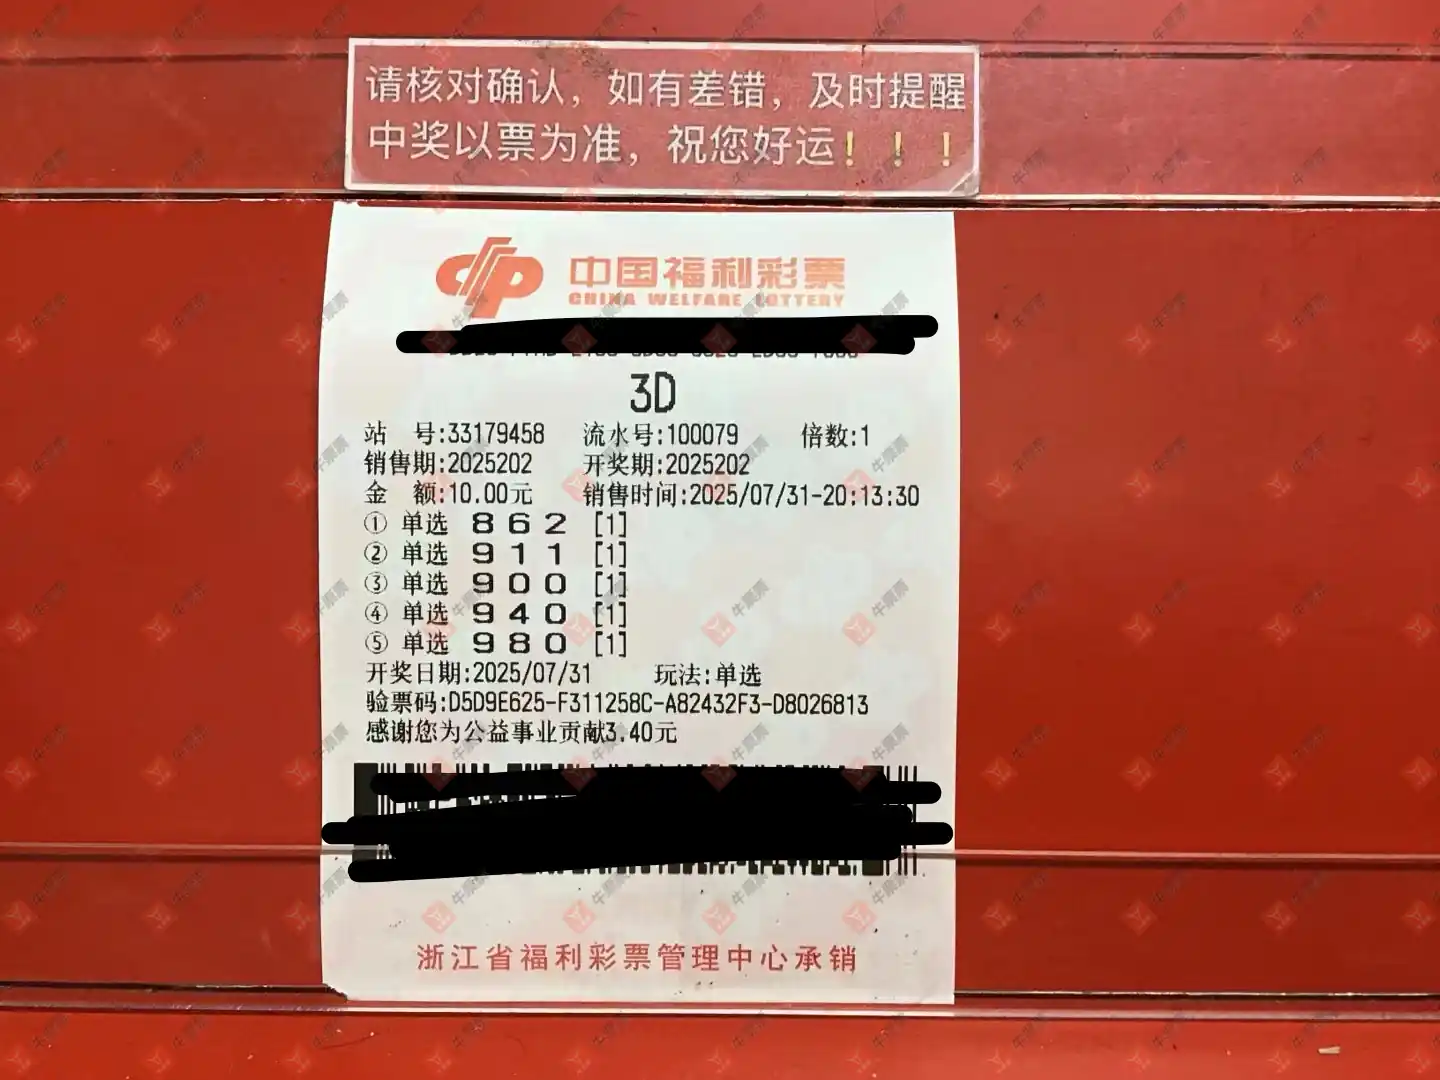 请核对确认，如有差错，及时提醒
中奖以票为准，祝您好运！！！
中国福利彩票
CHINA WELFARE LOTTERY
3D
站 号:33179458 流水号:100079 倍数:1
销售期:2025202 开奖期:2025202
金 额:10.00元 销售时间:2025/07/31-20:13:30
① 单选 8 6 2 [1]
② 单选 9 1 1 [1]
③ 单选 9 0 0 [1]
④ 单选 9 4 0 [1]
⑤ 单选 9 8 0 [1]
开奖日期:2025/07/31 玩法:单选
验票码:D5D9E625-F311258C-A82432F3-D8026813
感谢您为公益事业贡献3.40元
浙江省福利彩票管理中心承销
牛票票